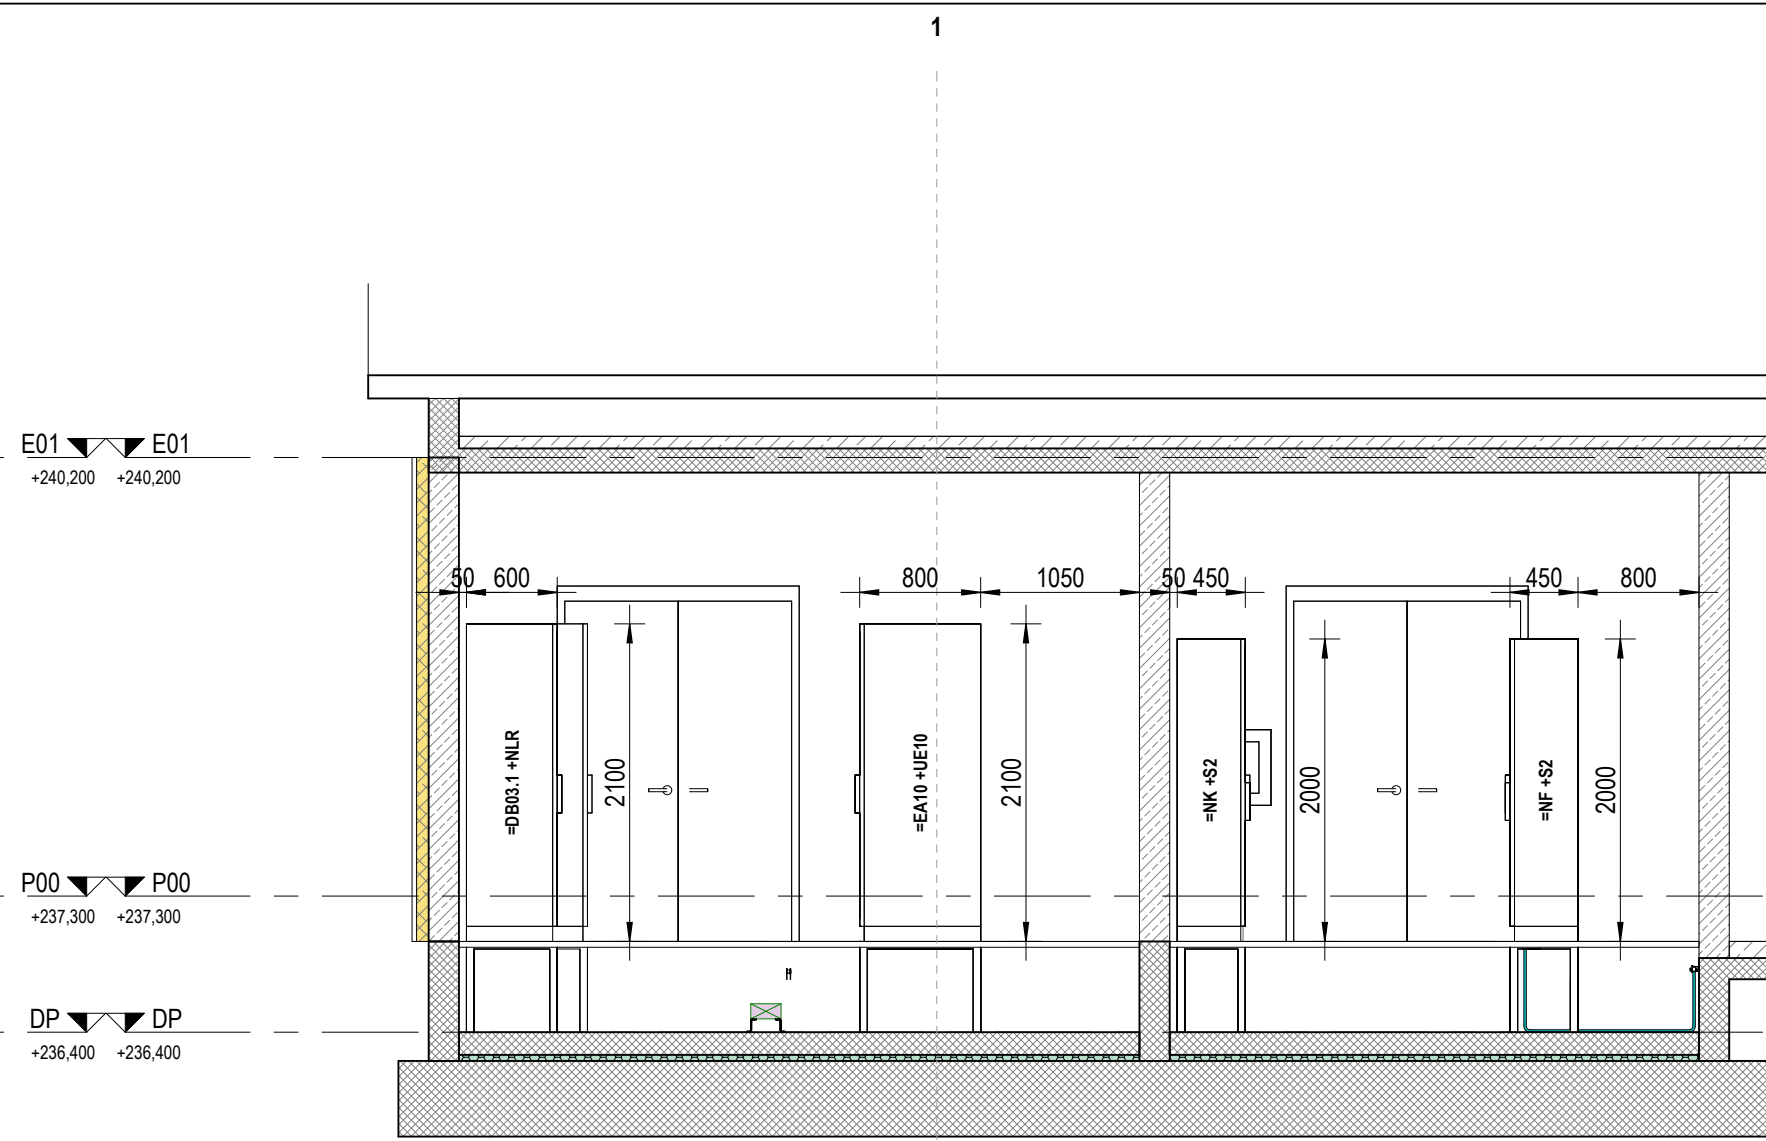 1
E01 E01
+240,200 +240,200
50 600 800 1050 50 450 450 800
=DB03.1 +NLR
2100
=EA10 +UE10
2100
=NK +S2
2000
=NF +S2
2000
P00 P00
+237,300 +237,300
DP DP
+236,400 +236,400